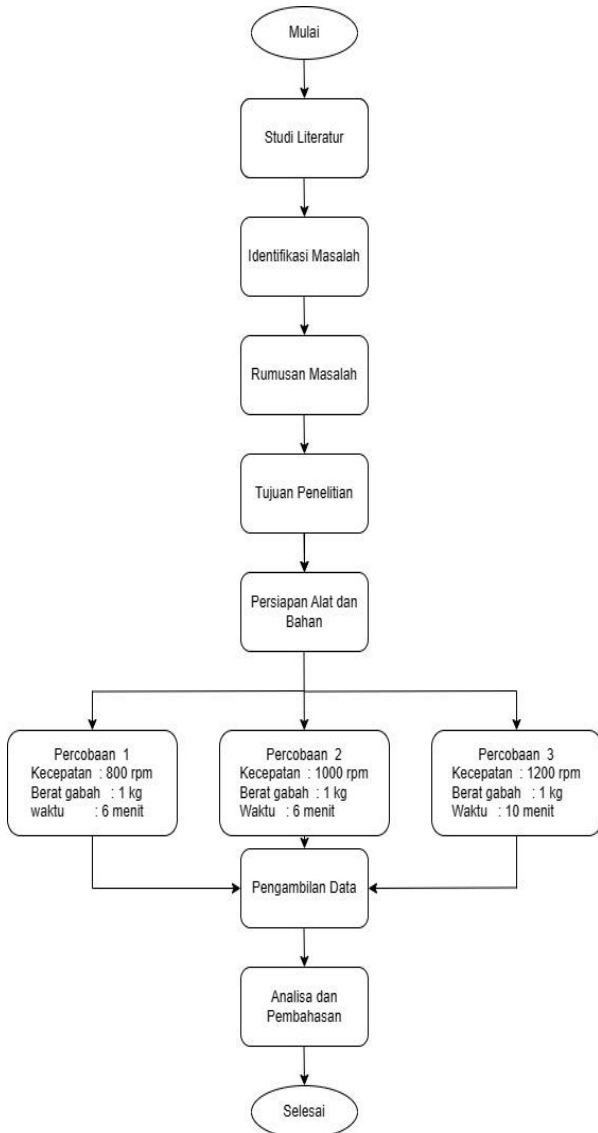 Mulai
Studi Literatur
Identifikasi Masalah
Rumusan Masalah
Tujuan Penelitian
Persiapan Alat dan
Bahan
Percobaan 1
Kecepatan : 800 rpm
Berat gabah : 1 kg
waktu : 6 menit
Percobaan 2
Kecepatan : 1000 rpm
Berat gabah : 1 kg
Waktu : 6 menit
Percobaan 3
Kecepatan : 1200 rpm
Berat gabah : 1 kg
Waktu : 10 menit
Pengambilan Data
Analisa dan
Pembahasan
Selesai